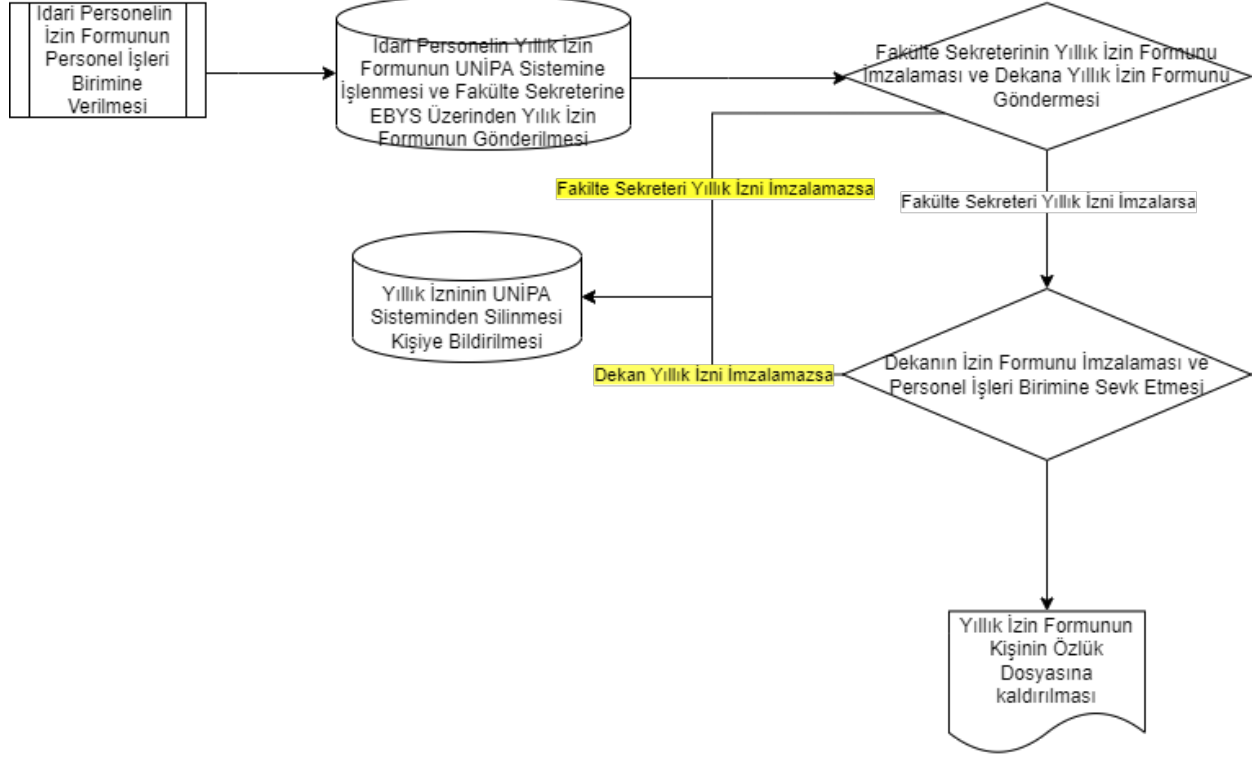 İdari Personelin
İzin Formunun
Personel İşleri
Birimine
Verilmesi
İdari Personelin Yıllık İzin
Formunun UNİPA Sistemine
İşlenmesi ve Fakülte Sekreterine
EBYS Üzerinden Yılık İzin
Formunun Gönderilmesi
Fakülte Sekreterinin Yıllık İzin Formunu
İmzalaması ve Dekana Yıllık İzin Formunu
Göndermesi
Fakilte Sekreteri Yıllık İzni İmzalamazsa
Fakülte Sekreteri Yıllık İzni İmzalarsa
Yıllık İzninin UNİPA
Sisteminden Silinmesi
Kişiye Bildirilmesi
Dekan Yıllık İzni İmzalamazsa
Dekanın İzin Formunu İmzalaması ve
Personel İşleri Birimine Sevk Etmesi
Yıllık İzin Formunun
Kişinin Özlük
Dosyasına
kaldırılması